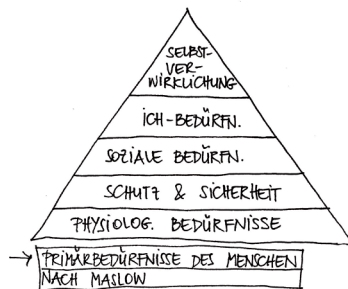 SELBST-
VER-
WIRKLICHUNG
ICH-BEDÜRFN.
SOZIALE BEDÜRFN.
SCHUTZ & SICHERHEIT
PHYSIOLOG. BEDÜRFNISSE
→ PRIMÄRBEDÜRFNISSE DES MENSCHEN
NACH MASLOW